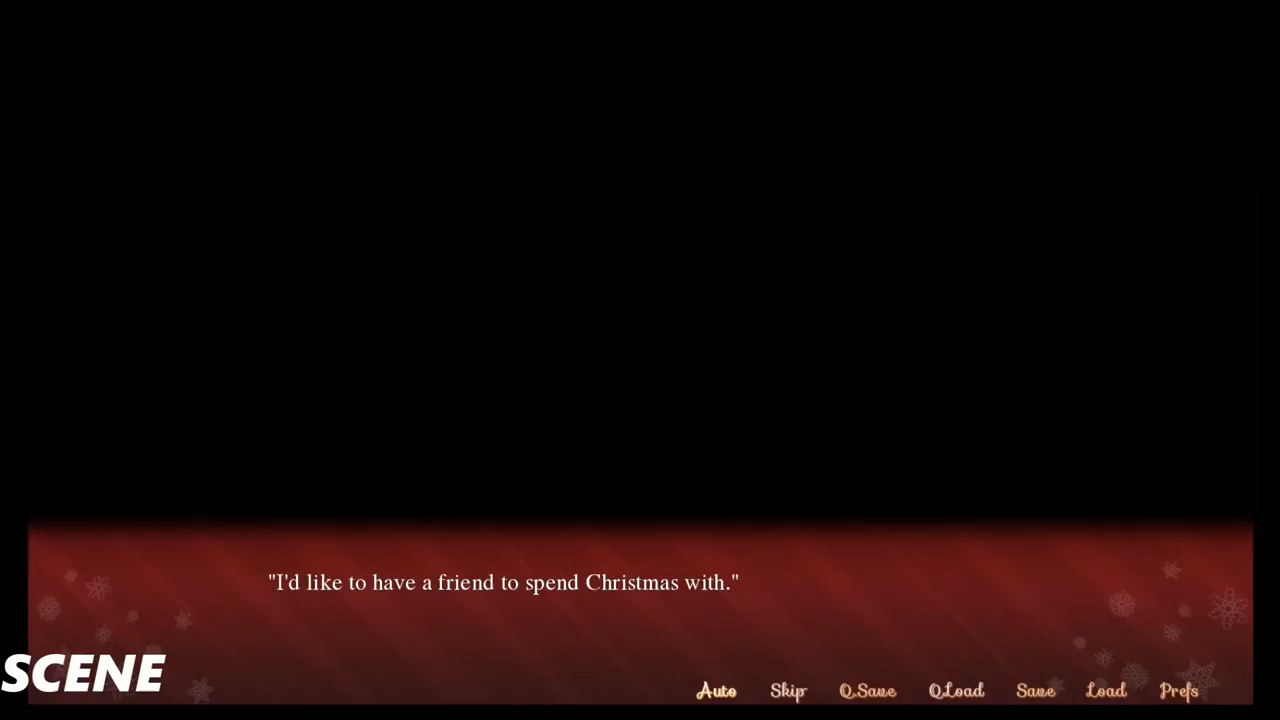 "I'd like to have a friend to spend Christmas with."
SCENE
Auto Skip Q.Save Q.Load Save Load Prefs